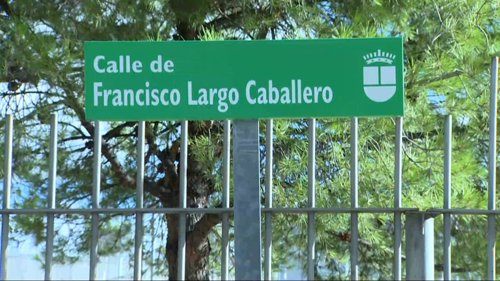 Calle de
Francisco Largo Caballero